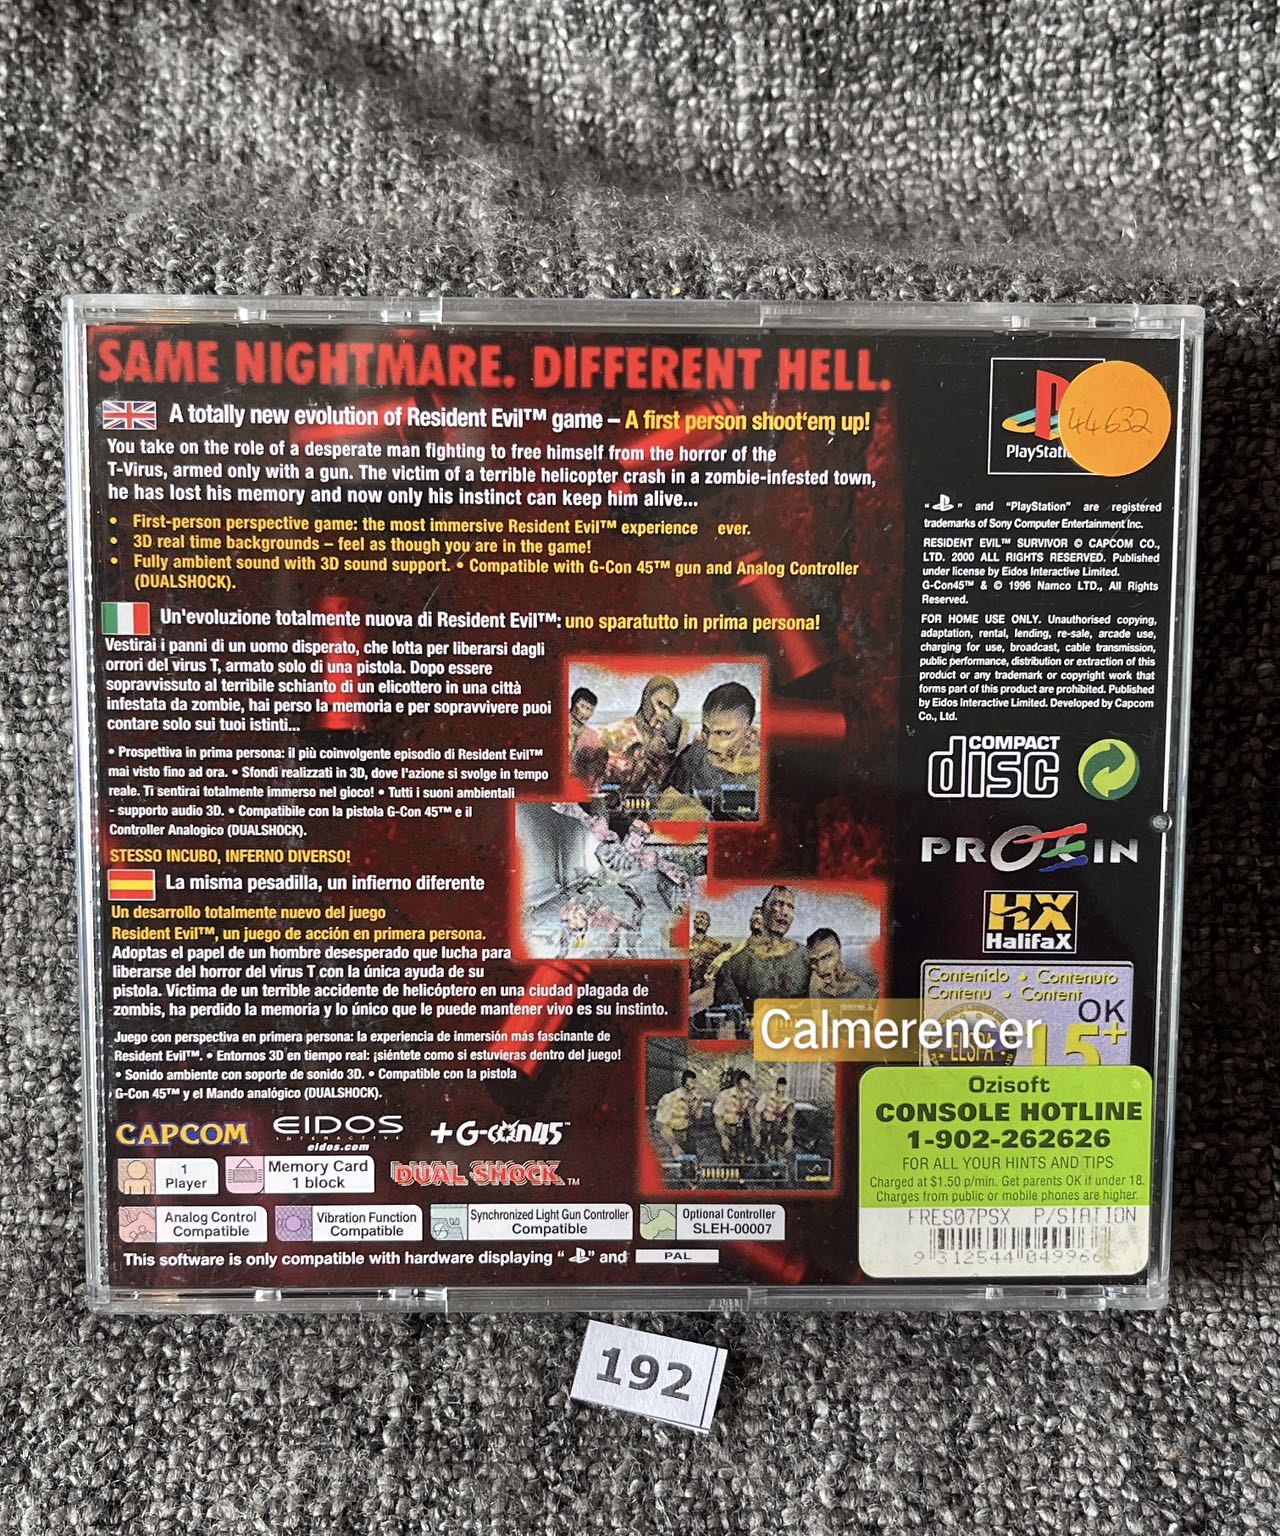 SAME NIGHTMARE. DIFFERENT HELL.
A totally new evolution of Resident Evil™ game – A first person shoot'em up!
You take on the role of a desperate man fighting to free himself from the horror of the
T-Virus, armed only with a gun. The victim of a terrible helicopter crash in a zombie-infested town,
he has lost his memory and now only his instinct can keep him alive...
• First-person perspective game: the most immersive Resident Evil™ experience ever.
• 3D real time backgrounds – feel as though you are in the game!
• Fully ambient sound with 3D sound support. • Compatible with G-Con 45™ gun and Analog Controller
(DUALSHOCK).
Un'evoluzione totalmente nuova di Resident Evil™: uno sparatutto in prima persona!
Vestirai i panni di un uomo disperato, che lotta per liberarsi dagli
orrori del virus T, armato solo di una pistola. Dopo essere
sopravvissuto al terribile schianto di un elicottero in una città
infestata da zombie, hai perso la memoria e per sopravvivere puoi
contare solo sui tuoi istinti...
• Prospettiva in prima persona: il più coinvolgente episodio di Resident Evil™
mai visto fino ad ora. • Sfondi realizzati in 3D, dove l'azione si svolge in tempo
reale. Ti sentirai totalmente immerso nel gioco! • Tutti i suoni ambientali
- supporto audio 3D. • Compatibile con la pistola G-Con 45™ e il
Controller Analogico (DUALSHOCK).
STESSO INCUBO, INFERNO DIVERSO!
La misma pesadilla, un infierno diferente
Un desarrollo totalmente nuevo del juego
Resident Evil™, un juego de acción en primera persona.
Adoptas el papel de un hombre desesperado que lucha para
liberarse del horror del virus T con la única ayuda de su
pistola. Víctima de un terrible accidente de helicóptero en una ciudad plagada de
zombis, ha perdido la memoria y lo único que le puede mantener vivo es su instinto.
Juego con perspectiva en primera persona: la experiencia de inmersión más fascinante de
Resident Evil™. • Entornos 3D en tiempo real: ¡siéntete como si estuvieras dentro del juego!
• Sonido ambiente con soporte de sonido 3D. • Compatible con la pistola
G-Con 45™ y el Mando analógico (DUALSHOCK).
CAPCOM
EIDOS
INTERACTIVE
eidos.com
+G-con45™
1
Player
Memory Card
1 block
DUAL SHOCK™
Analog Control
Compatible
Vibration Function
Compatible
Synchronized Light Gun Controller
Compatible
Optional Controller
SLEH-00007
This software is only compatible with hardware displaying " " and PAL
44632
"  " and "PlayStation" are registered
trademarks of Sony Computer Entertainment Inc.
RESIDENT EVIL™ SURVIVOR © CAPCOM CO.,
LTD. 2000 ALL RIGHTS RESERVED. Published
under license by Eidos Interactive Limited.
G-Con45™ & © 1996 Namco LTD., All Rights
Reserved.
FOR HOME USE ONLY. Unauthorised copying,
adaptation, rental, lending, re-sale, arcade use,
charging for use, broadcast, cable transmission,
public performance, distribution or extraction of this
product or any trademark or copyright work that
forms part of this product are prohibited. Published
by Eidos Interactive Limited. Developed by Capcom
Co., Ltd.
COMPACT
disc
PROEIN
HX
HalifaX
Contenido • Contenuto
Contenu • Content
OK
15+
ELSPA
Calmerencer
Ozisoft
CONSOLE HOTLINE
1-902-262626
FOR ALL YOUR HINTS AND TIPS
Charged at $1.50 p/min. Get parents OK if under 18.
Charges from public or mobile phones are higher.
FRES07PSX P/STATION
9 312544 049966
192